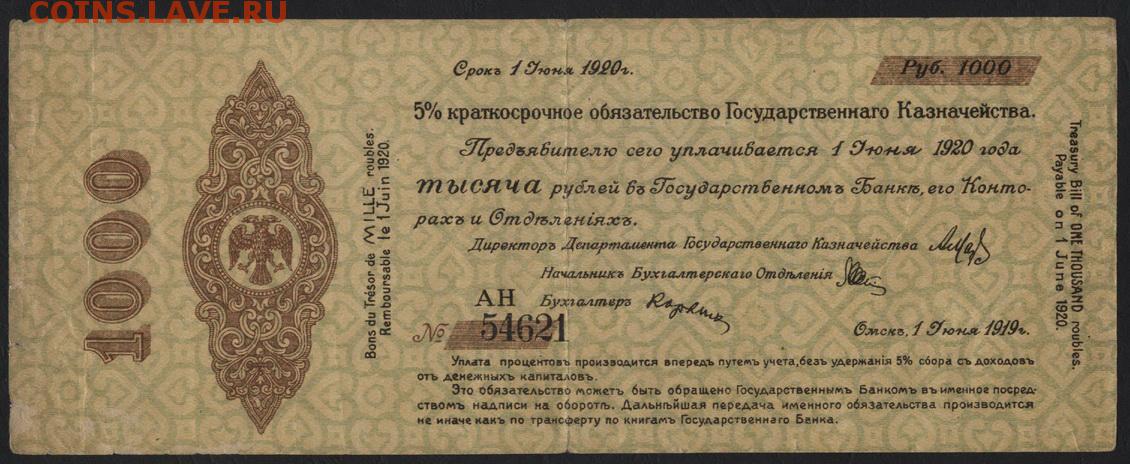 COINS.LAVE.RU
Срокъ 1 Юня 1920г.
Руб. 1000
5% краткосрочное обязательство Государственнаго Казначейства.
Предъявителю сего уплачивается 1 Юня 1920 года
тысяча рублей въ Государственномъ Банкѣ, его Конто-
рахъ и Отдѣленіяхъ.
Директоръ Департамента Государственнаго Казначейства
Начальникъ Бухгалтерскаго Отдѣленія
АН Бухгалтеръ
№ 54621
Омскъ, 1 Юня 1919г.
Уплата процентовъ производится впередъ путемъ учета, безъ удержанія 5% сбора съ доходовъ
отъ денежныхъ капиталовъ.
Это обязательство можетъ быть обращено Государственнымъ Банкомъ въ именное посред-
ствомъ надписи на оборотѣ. Дальнѣйшая передача именного обязательства производится
не иначе какъ по трансферту по книгамъ Государственнаго Банка.
1000
Bons du Trésor de MILLE roubles.
Remboursable le 1 Juin 1920.
Treasury Bill of ONE THOUSAND roubles.
Payable on 1 June 1920.